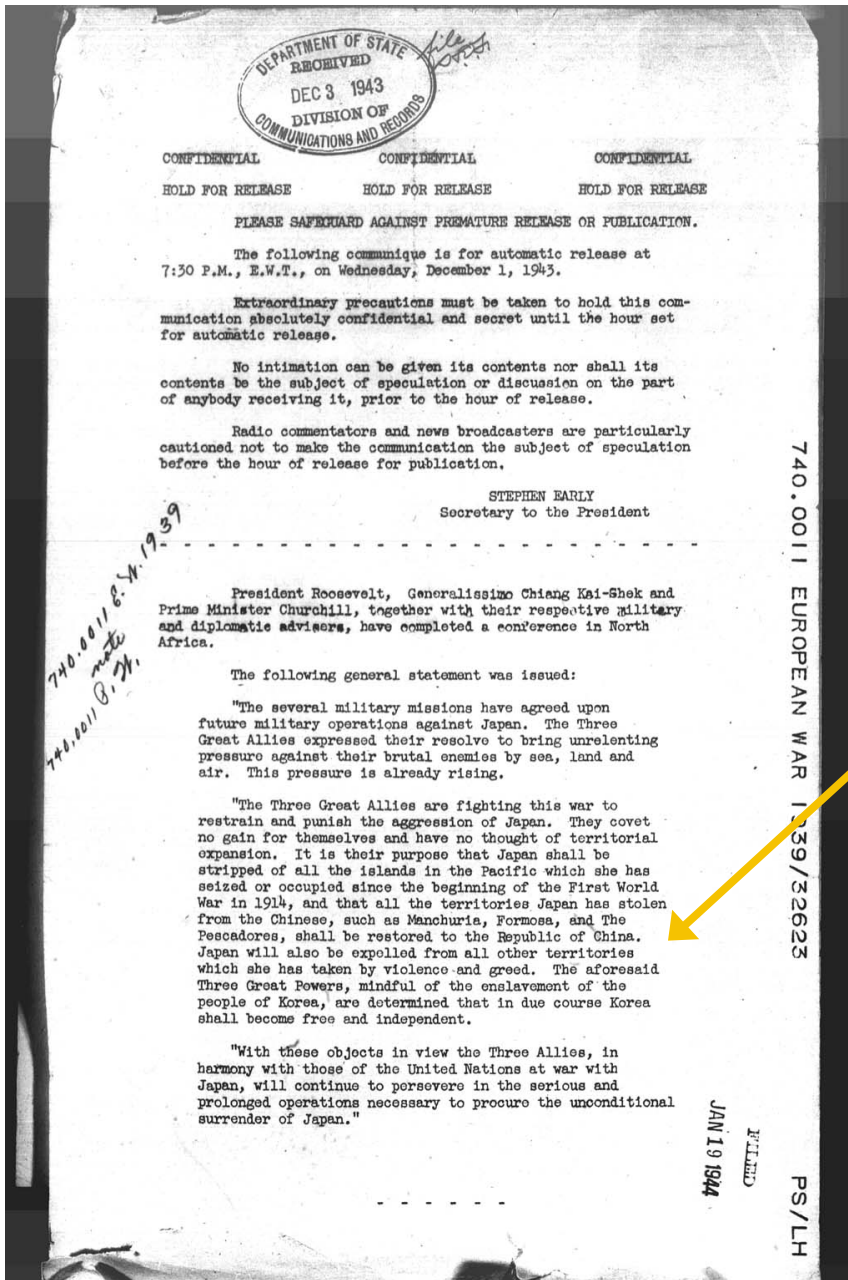 DEPARTMENT OF STATE
RECEIVED
DEC 3 1943
DIVISION OF
COMMUNICATIONS AND RECORDS
file
CONFIDENTIAL CONFIDENTIAL CONFIDENTIAL
HOLD FOR RELEASE HOLD FOR RELEASE HOLD FOR RELEASE
PLEASE SAFEGUARD AGAINST PREMATURE RELEASE OR PUBLICATION.
The following communique is for automatic release at
7:30 P.M., E.W.T., on Wednesday, December 1, 1943.
Extraordinary precautions must be taken to hold this com-
munication absolutely confidential and secret until the hour set
for automatic release.
No intimation can be given its contents nor shall its
contents be the subject of speculation or discussion on the part
of anybody receiving it, prior to the hour of release.
Radio commentators and news broadcasters are particularly
cautioned not to make the communication the subject of speculation
before the hour of release for publication.
STEPHEN EARLY
Secretary to the President
President Roosevelt, Generalissimo Chiang Kai-Shek and
Prime Minister Churchill, together with their respective military
and diplomatic advisers, have completed a conference in North
Africa.
The following general statement was issued:
"The several military missions have agreed upon
future military operations against Japan. The Three
Great Allies expressed their resolve to bring unrelenting
pressure against their brutal enemies by sea, land and
air. This pressure is already rising.
"The Three Great Allies are fighting this war to
restrain and punish the aggression of Japan. They covet
no gain for themselves and have no thought of territorial
expansion. It is their purpose that Japan shall be
stripped of all the islands in the Pacific which she has
seized or occupied since the beginning of the First World
War in 1914, and that all the territories Japan has stolen
from the Chinese, such as Manchuria, Formosa, and The
Pescadores, shall be restored to the Republic of China.
Japan will also be expelled from all other territories
which she has taken by violence and greed. The aforesaid
Three Great Powers, mindful of the enslavement of the
people of Korea, are determined that in due course Korea
shall become free and independent.
"With these objects in view the Three Allies, in
harmony with those of the United Nations at war with
Japan, will continue to persevere in the serious and
prolonged operations necessary to procure the unconditional
surrender of Japan."
740.0011 E.W. 1939
note
740.0011 P.W.
740.0011 EUROPEAN WAR 1939/32623
PS/LH
FILED
JAN 19 1944